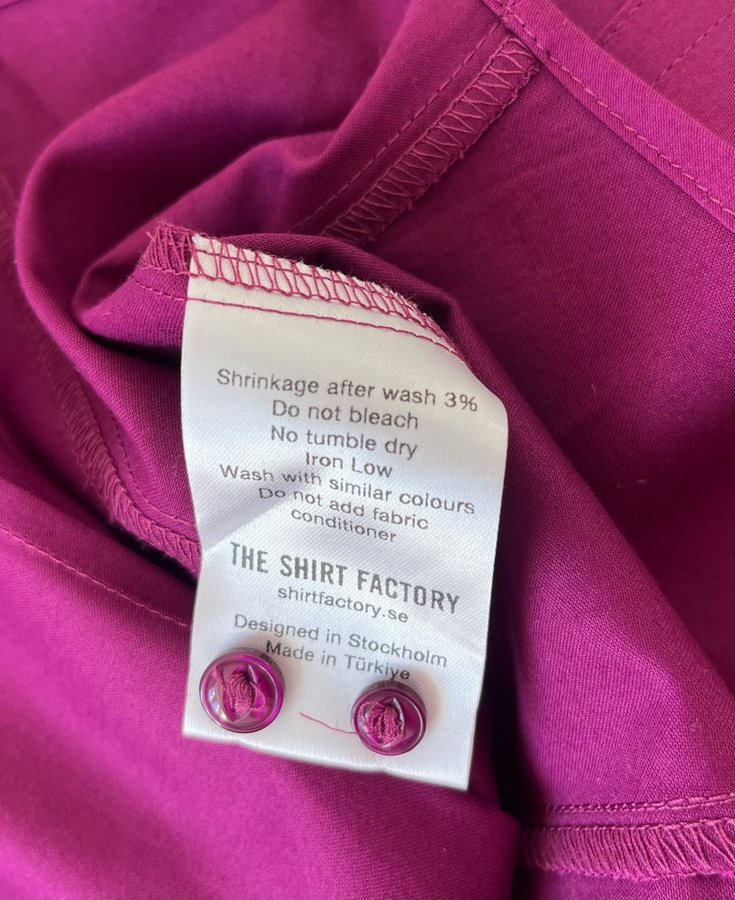 Shrinkage after wash 3%
Do not bleach
No tumble dry
Iron Low
Wash with similar colours
Do not add fabric
conditioner
THE SHIRT FACTORY
shirtfactory.se
Designed in Stockholm
Made in Türkiye